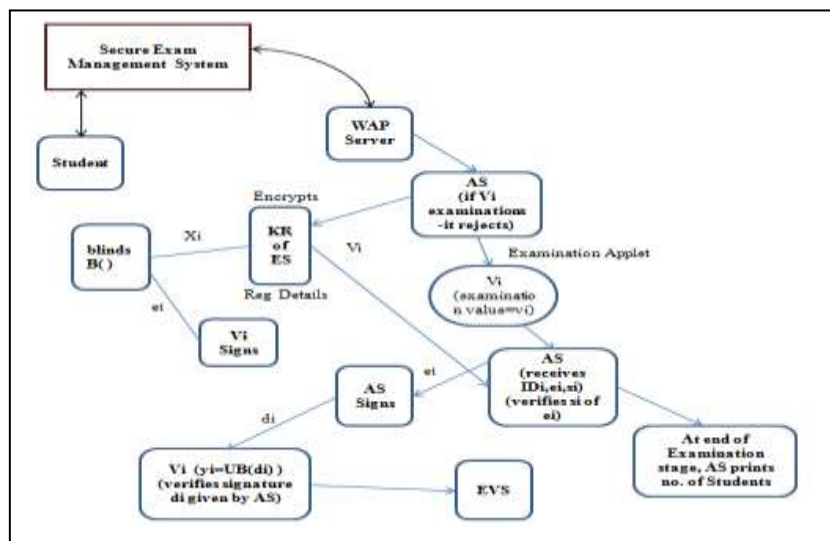 Secure Exam
Management System
WAP
Server
Student
AS
(if Vi
examinations
-it rejects)
Encrypts
Xi
KR
of
ES
Vi
blinds
B( )
Examination Applet
Reg Details
Vi
(examinatio
n value=vi)
ei
Vi
Signs
AS
(receives
IDi,ei,si)
(verifies si of
ei)
ei
AS
Signs
di
At end of
Examination
stage, AS prints
no. of Students
Vi (yi=UB(di) )
(verifies signature
di given by AS)
EVS